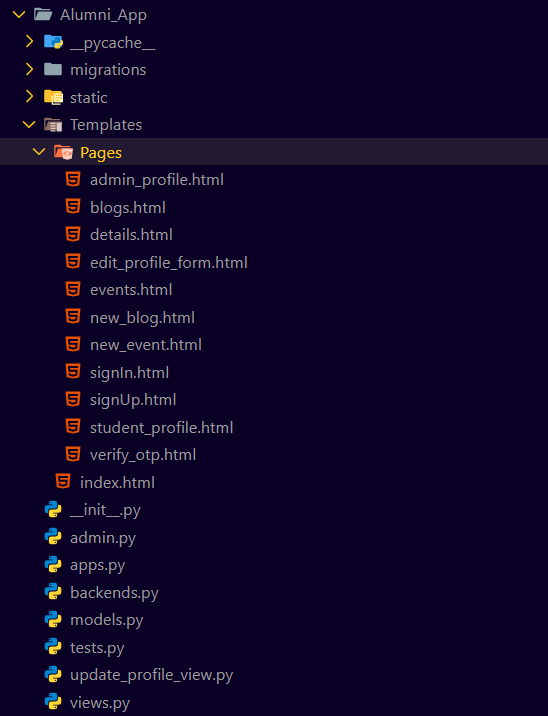 Alumni_App
__pycache__
migrations
static
Templates
Pages
admin_profile.html
blogs.html
details.html
edit_profile_form.html
events.html
new_blog.html
new_event.html
signIn.html
signUp.html
student_profile.html
verify_otp.html
index.html
__init__.py
admin.py
apps.py
backends.py
models.py
tests.py
update_profile_view.py
views.py